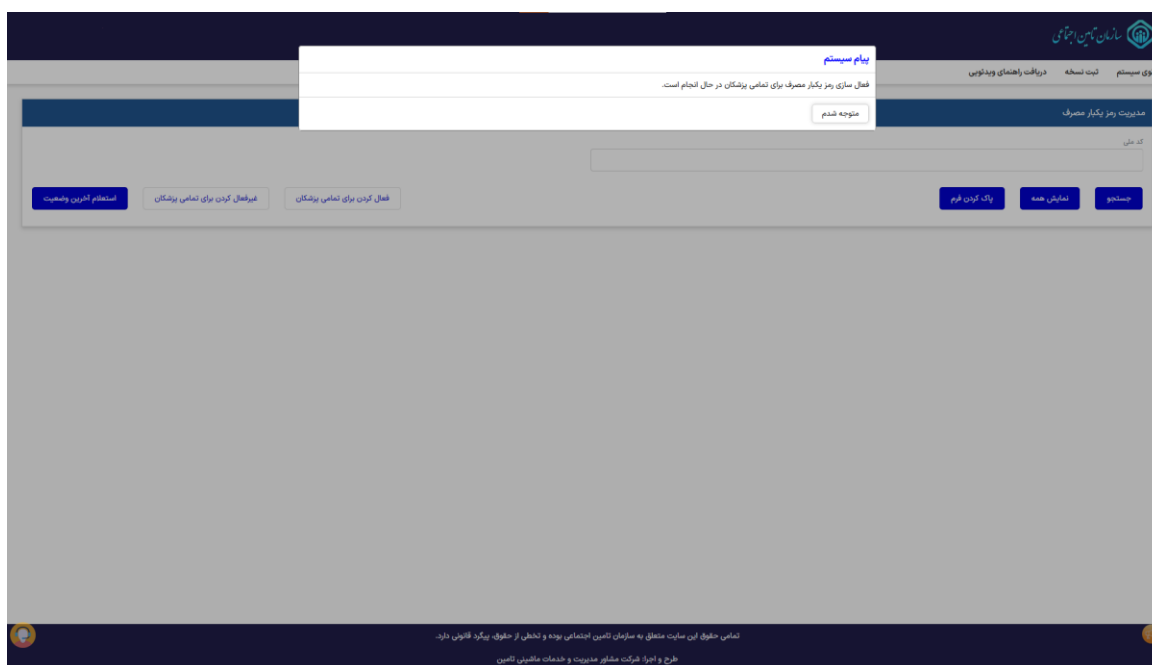 سازمان تامین اجتماعی
ثبت نسخه
دریافت راهنمای ویدئویی
پیام سیستم
فعال سازی رمز یکبار مصرف برای تمامی پزشکان در حال انجام است.
متوجه شدم
مدیریت رمز یکبار مصرف
کد ملی
جستجو
نمایش همه
پاک کردن فرم
فعال کردن برای تمامی پزشکان
غیرفعال کردن برای تمامی پزشکان
استعلام آخرین وضعیت
تمامی حقوق این سایت متعلق به سازمان تامین اجتماعی بوده و تخطی از حقوق، پیگرد قانونی دارد.
طرح و اجرا: شرکت مشاور مدیریت و خدمات ماشینی تامین